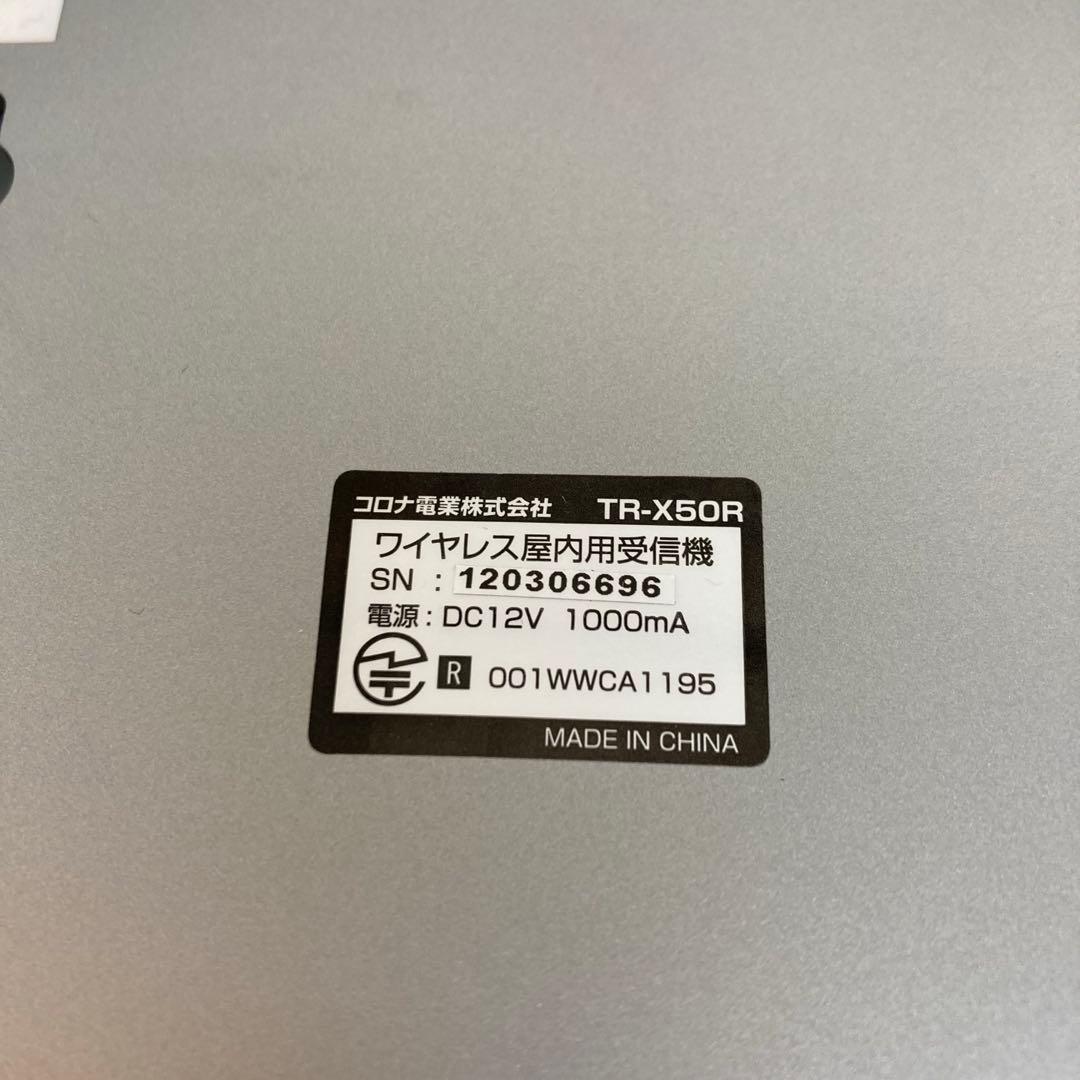 コロナ電業株式会社 TR-X50R
ワイヤレス屋内用受信機
SN : 120306696
電源 : DC12V 1000mA
R 001WWCA1195
MADE IN CHINA